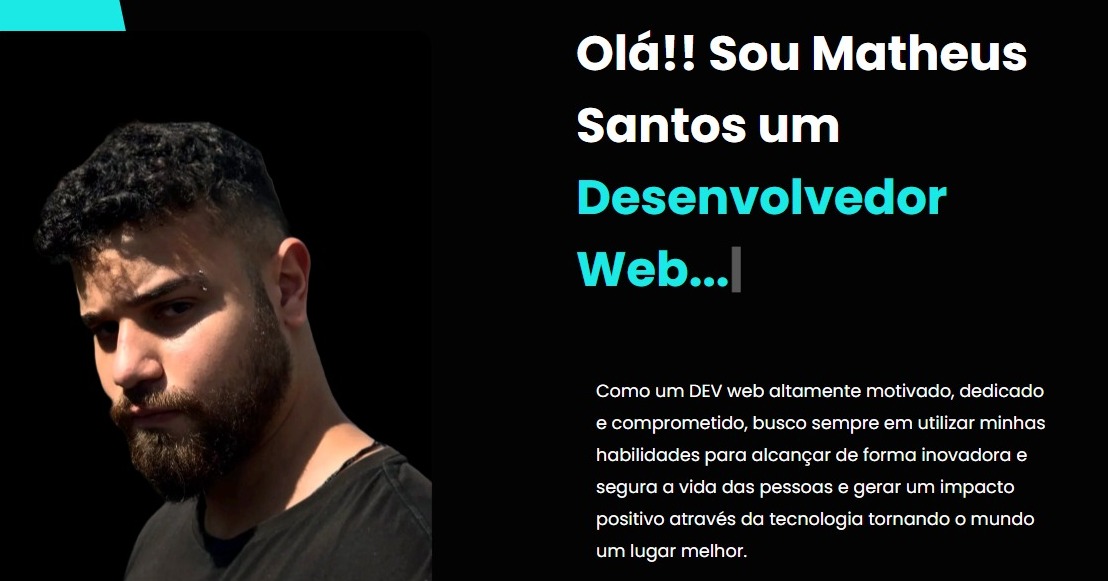 Olá!! Sou Matheus
Santos um
Desenvolvedor
Web...
Como um DEV web altamente motivado, dedicado
e comprometido, busco sempre em utilizar minhas
habilidades para alcançar de forma inovadora e
segura a vida das pessoas e gerar um impacto
positivo através da tecnologia tornando o mundo
um lugar melhor.